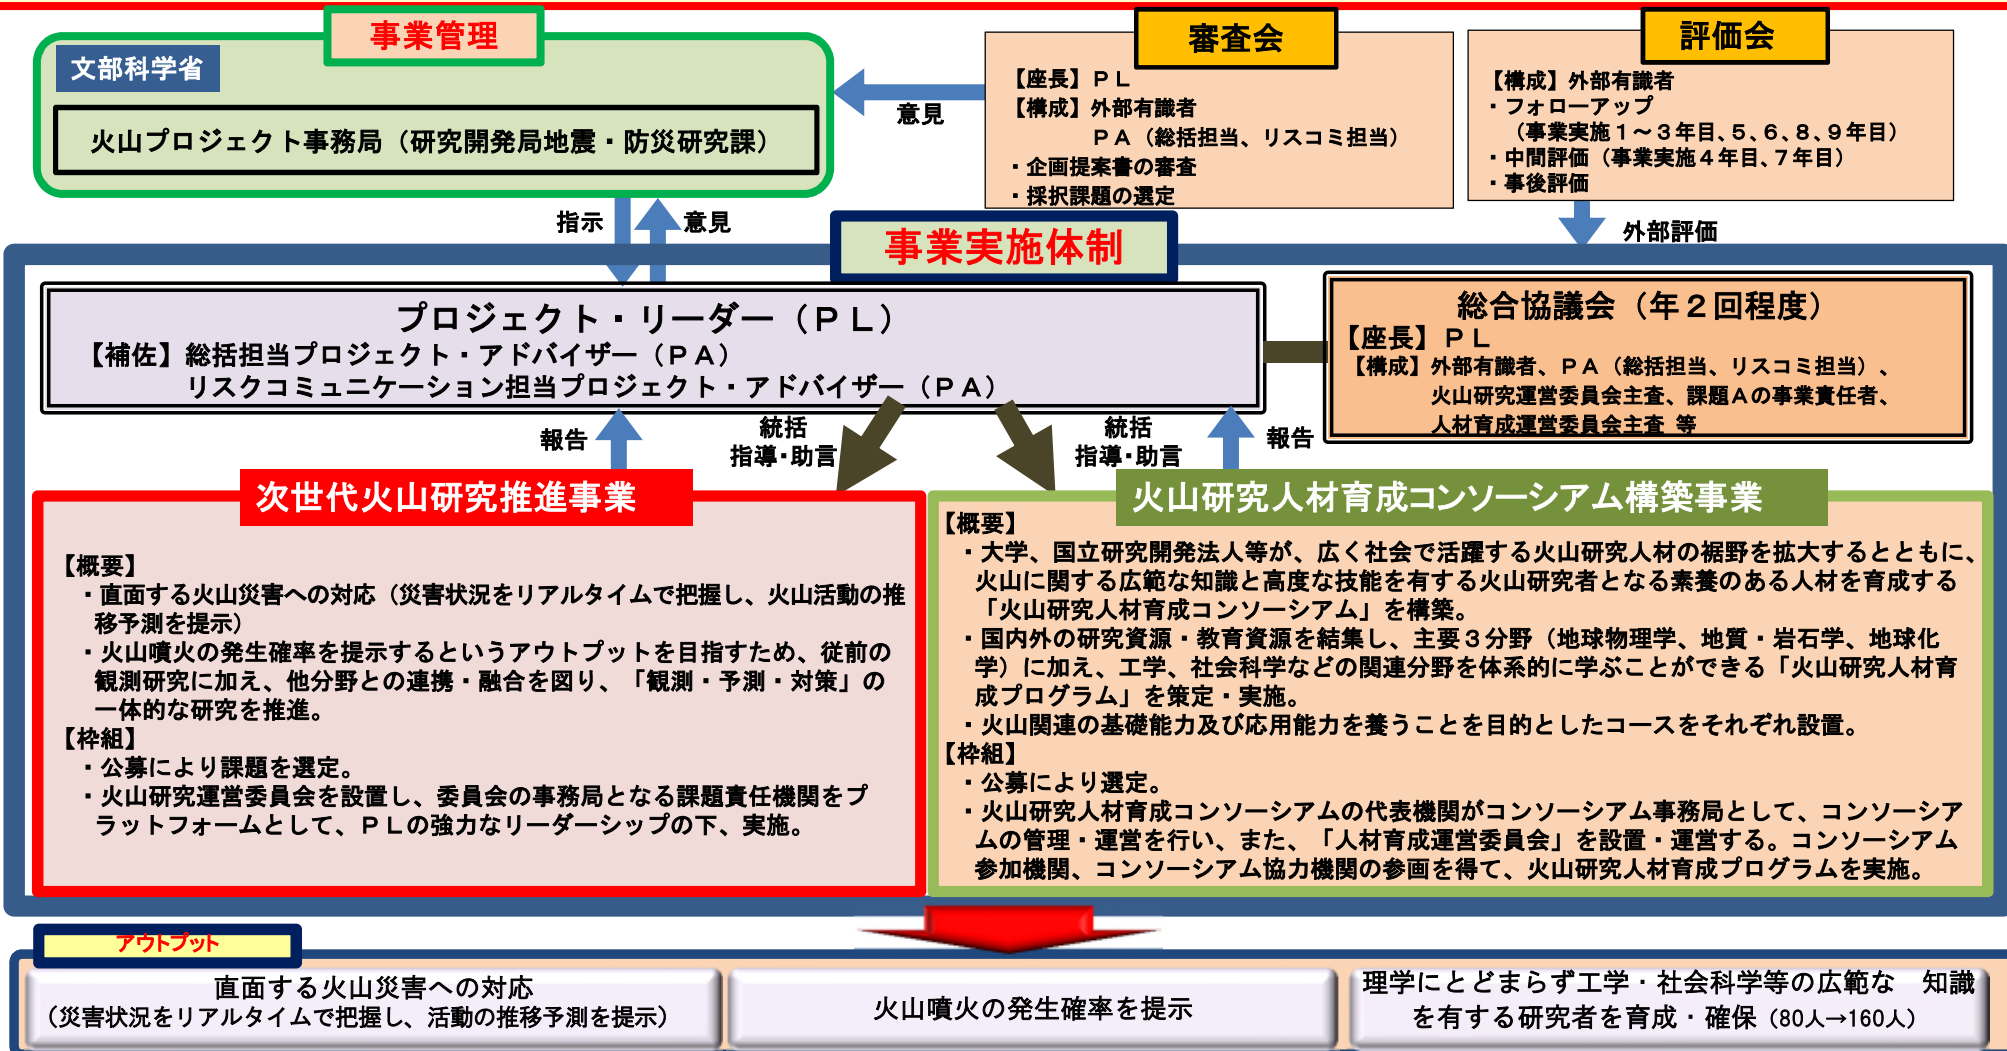 事業管理
文部科学省
火山プロジェクト事務局（研究開発局地震・防災研究課）
意見
審査会
【座長】ＰＬ
【構成】外部有識者
ＰＡ（総括担当、リスコミ担当）
・企画提案書の審査
・採択課題の選定
評価会
【構成】外部有識者
・フォローアップ
（事業実施１～３年目、５、６、８、９年目）
・中間評価（事業実施４年目、７年目）
・事後評価
指示
意見
外部評価
事業実施体制
プロジェクト・リーダー（ＰＬ）
【補佐】総括担当プロジェクト・アドバイザー（ＰＡ）
リスクコミュニケーション担当プロジェクト・アドバイザー（ＰＡ）
総合協議会（年２回程度）
【座長】ＰＬ
【構成】外部有識者、ＰＡ（総括担当、リスコミ担当）、
火山研究運営委員会主査、課題Ａの事業責任者、
人材育成運営委員会主査 等
報告
統括
指導・助言
統括
指導・助言
報告
次世代火山研究推進事業
【概要】
・直面する火山災害への対応（災害状況をリアルタイムで把握し、火山活動の推
移予測を提示）
・火山噴火の発生確率を提示するというアウトプットを目指すため、従前の
観測研究に加え、他分野との連携・融合を図り、「観測・予測・対策」の
一体的な研究を推進。
【枠組】
・公募により課題を選定。
・火山研究運営委員会を設置し、委員会の事務局となる課題責任機関をプ
ラットフォームとして、ＰＬの強力なリーダーシップの下、実施。
火山研究人材育成コンソーシアム構築事業
【概要】
・大学、国立研究開発法人等が、広く社会で活躍する火山研究人材の裾野を拡大するとともに、
火山に関する広範な知識と高度な技能を有する火山研究者となる素養のある人材を育成する
「火山研究人材育成コンソーシアム」を構築。
・国内外の研究資源・教育資源を結集し、主要３分野（地球物理学、地質・岩石学、地球化
学）に加え、工学、社会科学などの関連分野を体系的に学ぶことができる「火山研究人材育
成プログラム」を策定・実施。
・火山関連の基礎能力及び応用能力を養うことを目的としたコースをそれぞれ設置。
【枠組】
・公募により選定。
・火山研究人材育成コンソーシアムの代表機関がコンソーシアム事務局として、コンソーシア
ムの管理・運営を行い、また、「人材育成運営委員会」を設置・運営する。コンソーシアム
参加機関、コンソーシアム協力機関の参画を得て、火山研究人材育成プログラムを実施。
アウトプット
直面する火山災害への対応
（災害状況をリアルタイムで把握し、活動の推移予測を提示）
火山噴火の発生確率を提示
理学にとどまらず工学・社会科学等の広範な　知識
を有する研究者を育成・確保（80人→160人）